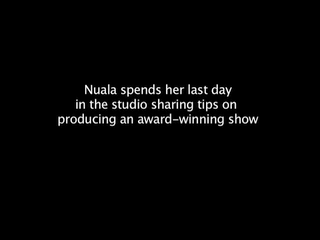 Nuala spends her last day
in the studio sharing tips on
producing an award-winning show